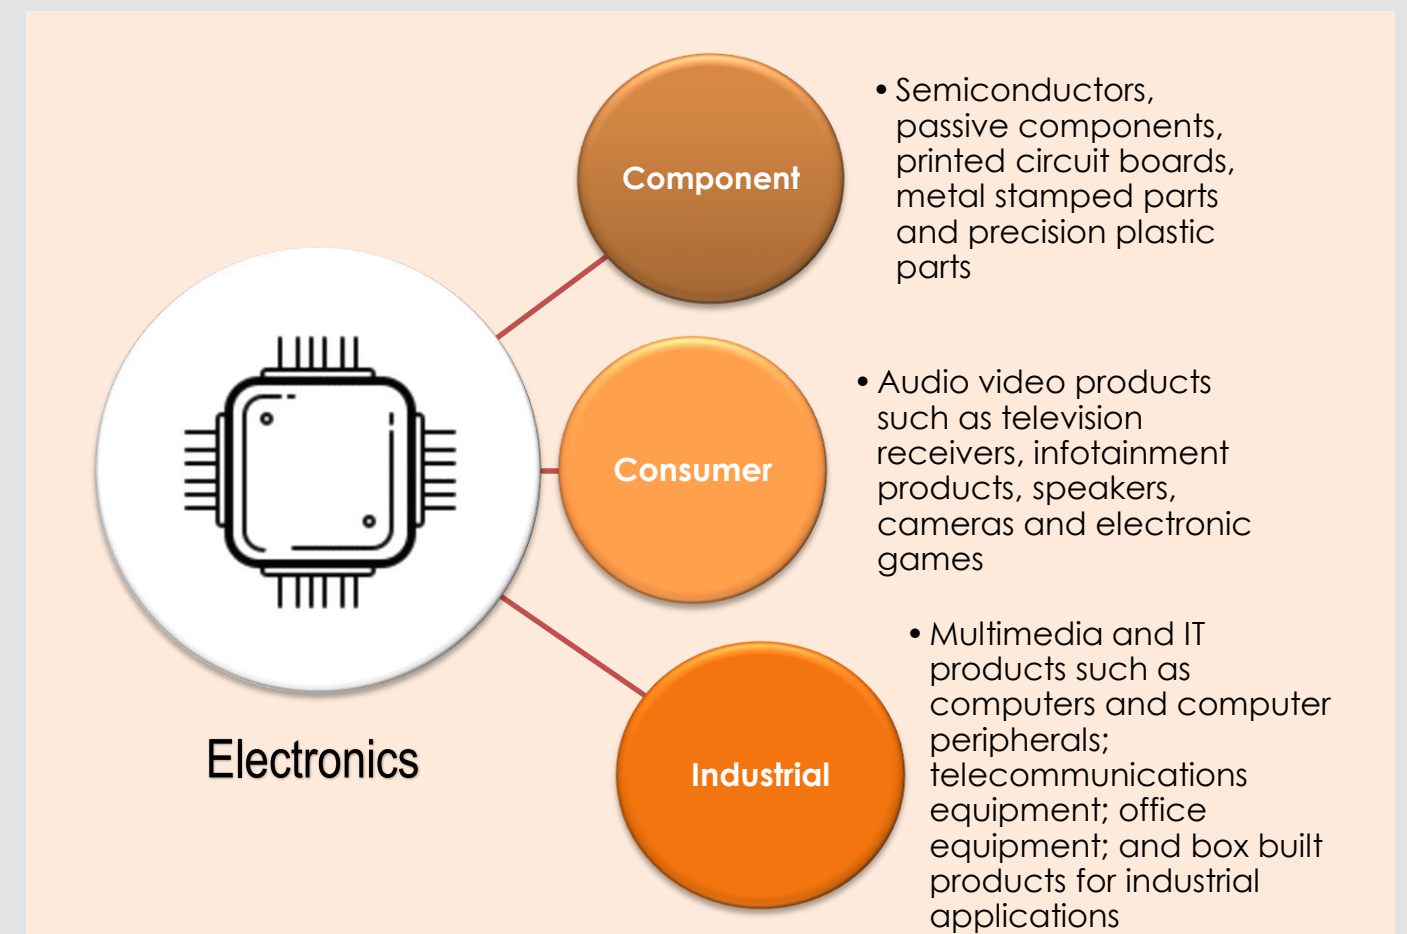 Component
• Semiconductors,
passive components,
printed circuit boards,
metal stamped parts
and precision plastic
parts
Consumer
• Audio video products
such as television
receivers, infotainment
products, speakers,
cameras and electronic
games
Electronics
Industrial
• Multimedia and IT
products such as
computers and computer
peripherals;
telecommunications
equipment; office
equipment; and box built
products for industrial
applications